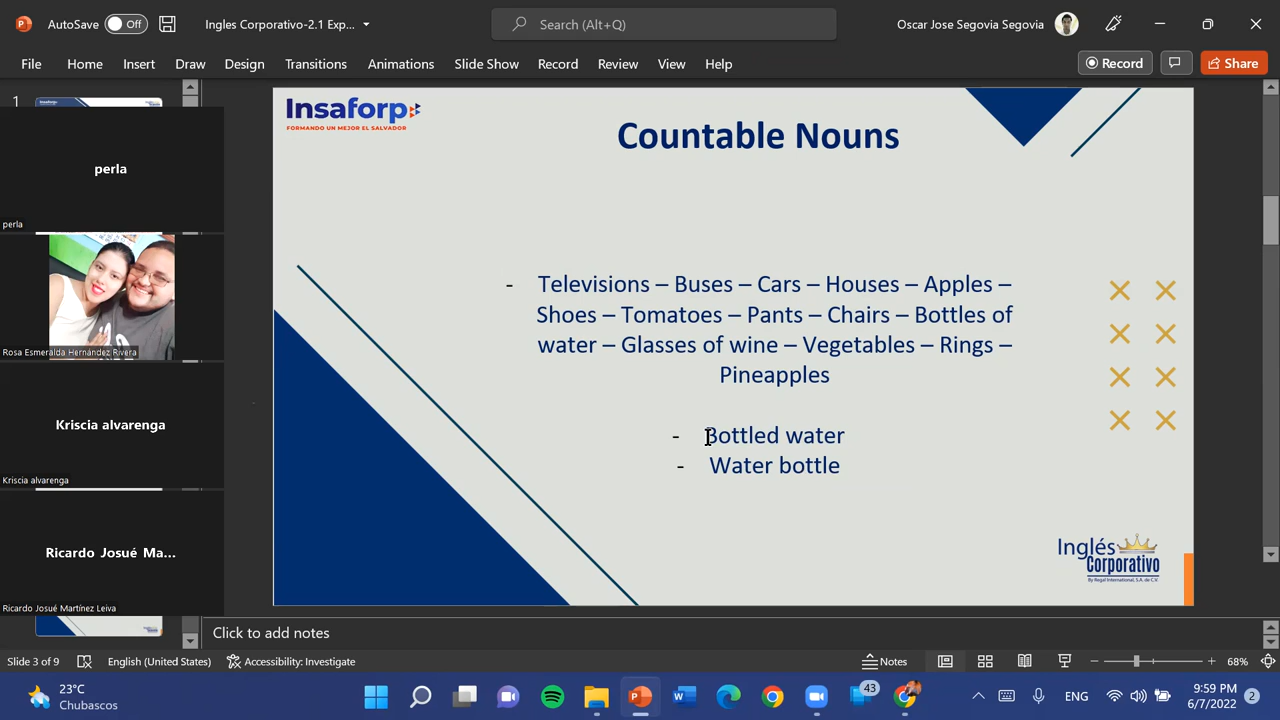 AutoSave
Off
Ingles Corporativo-2.1 Exp...
Search (Alt+Q)
Oscar Jose Segovia Segovia
File
Home
Insert
Draw
Design
Transitions
Animations
Slide Show
Record
Review
View
Help
Record
Share
1
perla
perla
Rosa Esmeralda Hernández Rivera
Kriscia alvarenga
Kriscia alvarenga
Ricardo Josué Ma...
Ricardo Josué Martínez Leiva
Insaforp
FORMANDO UN MEJOR EL SALVADOR
Countable Nouns
- Televisions – Buses – Cars – Houses – Apples –
Shoes – Tomatoes – Pants – Chairs – Bottles of
water – Glasses of wine – Vegetables – Rings –
Pineapples
- Bottled water
- Water bottle
Inglés
Corporativo
By Regal International, S.A. de C.V
Click to add notes
Slide 3 of 9
English (United States)
Accessibility: Investigate
Notes
68%
23°C
Chubascos
43
ENG
9:59 PM
6/7/2022
2